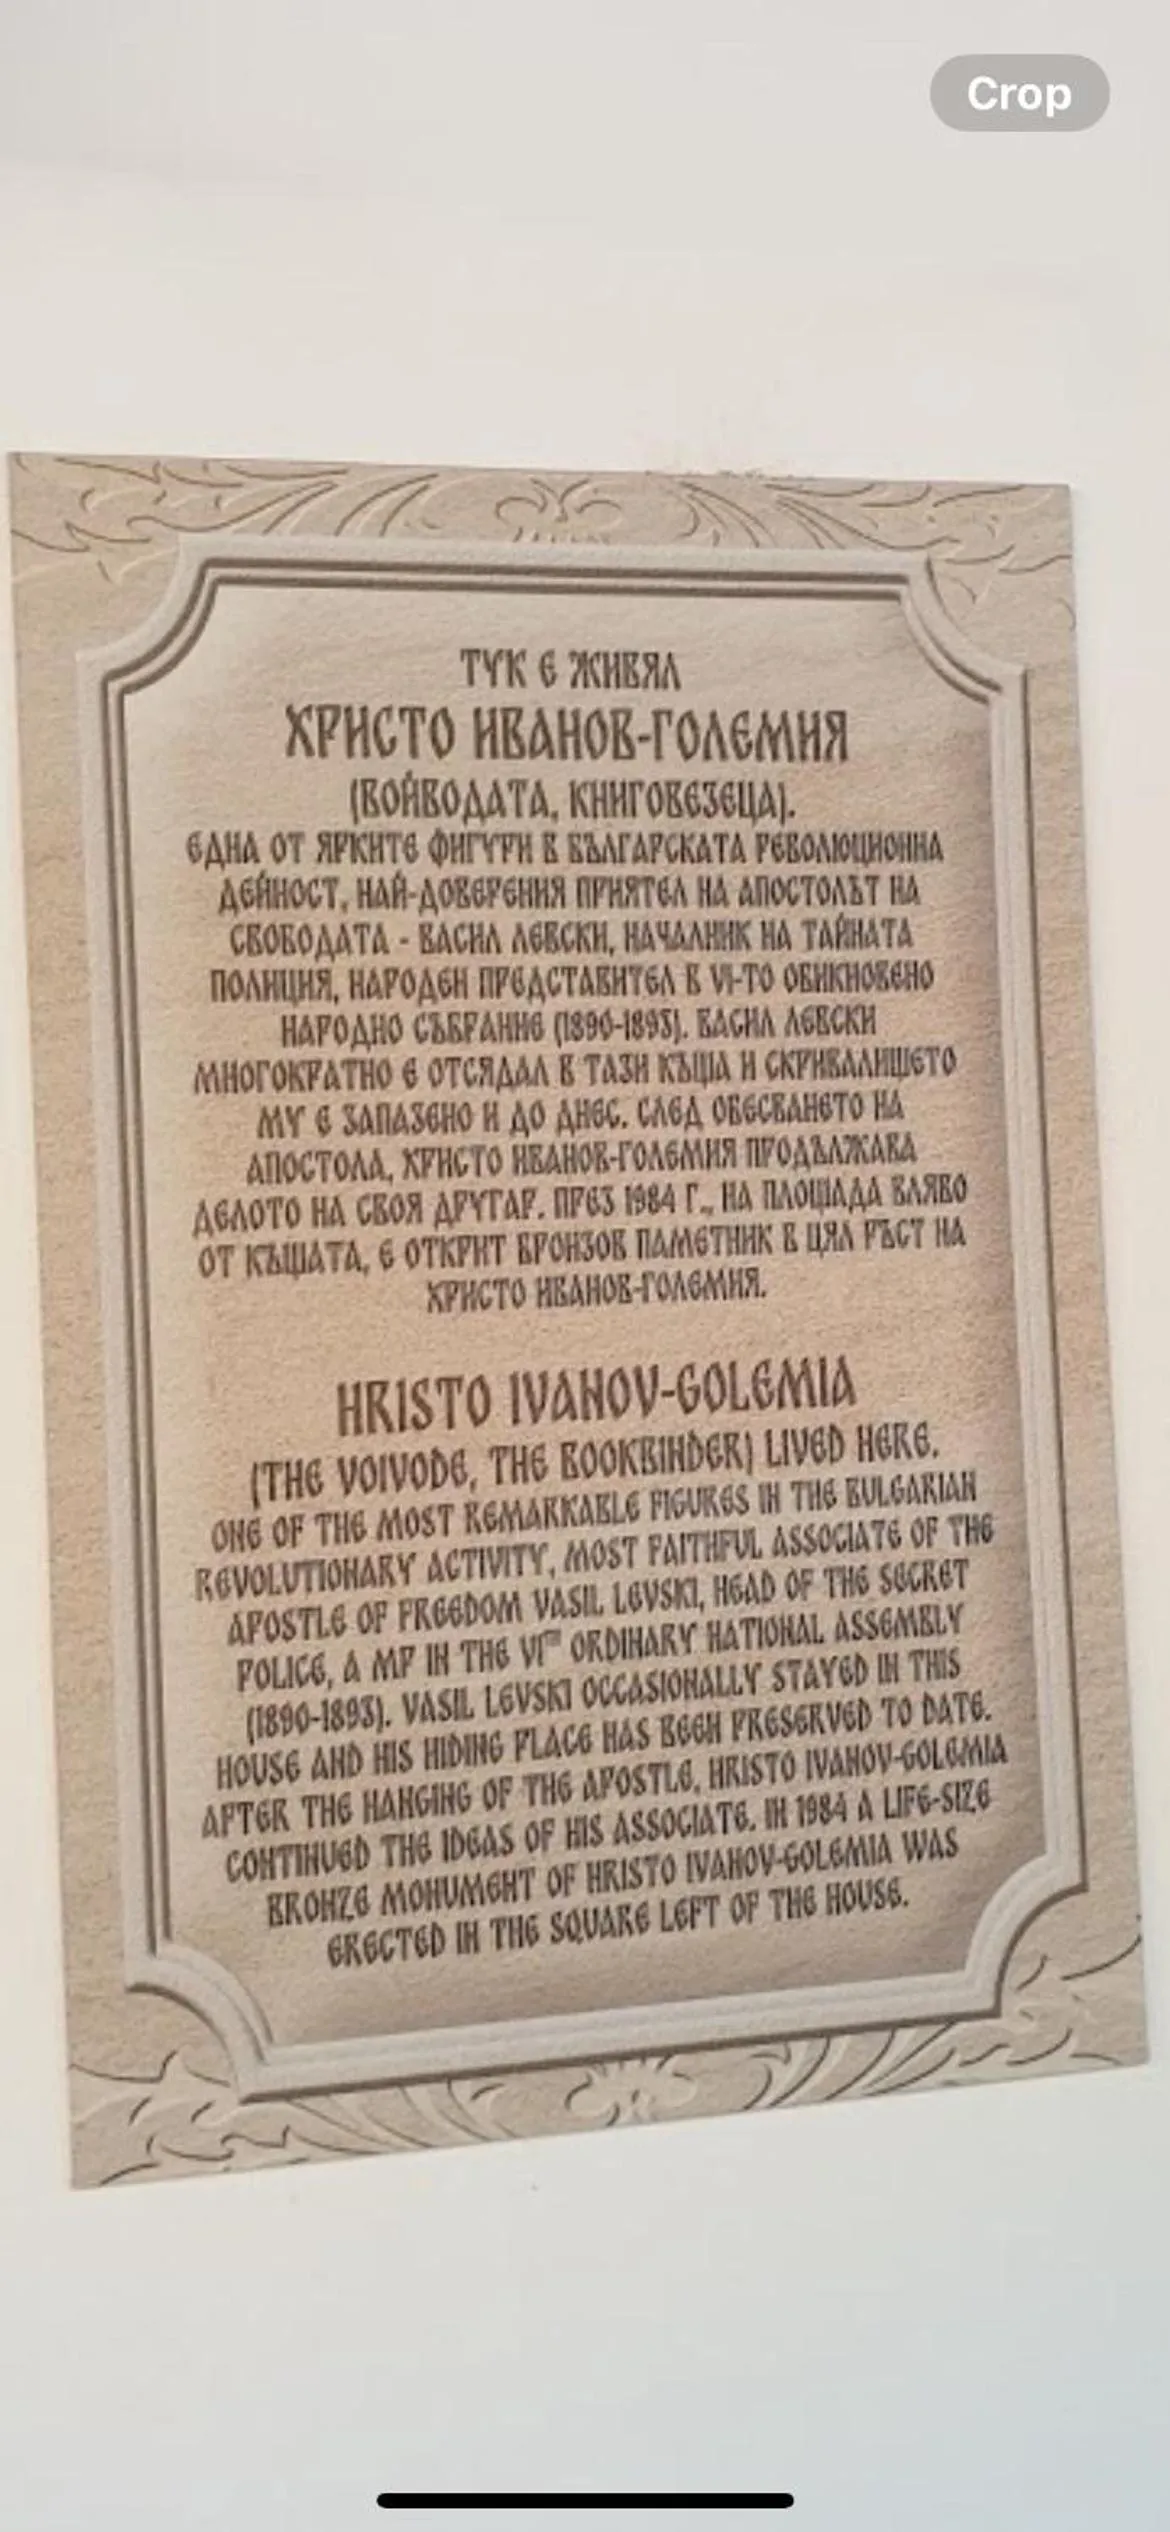 Crop
ТУК Е ЖИВЯЛ
ХРИСТО ИВАНОВ-ГОЛЕМИЯ
(ВОЙВОДАТА, КНИГОВЕЗЕЦА).
ЕДНА ОТ ЯРКИТЕ ФИГУРИ В БЪЛГАРСКАТА РЕВОЛЮЦИОННА
ДЕЙНОСТ, НАЙ-ДОВЕРЕНИЯ ПРИЯТЕЛ НА АПОСТОЛЪТ НА
СВОБОДАТА - ВАСИЛ ЛЕВСКИ, НАЧАЛНИК НА ТАЙНАТА
ПОЛИЦИЯ, НАРОДЕН ПРЕДСТАВИТЕЛ В VI-ТО ОБИКНОВЕНО
НАРОДНО СЪБРАНИЕ (1890-1893). ВАСИЛ ЛЕВСКИ
МНОГОКРАТНО Е ОТСЯДАЛ В ТАЗИ КЪЩА И СКРИВАЛИЩЕТО
МУ Е ЗАПАЗЕНО И ДО ДНЕС. СЛЕД ОБЕСВАНЕТО НА
АПОСТОЛА, ХРИСТО ИВАНОВ-ГОЛЕМИЯ ПРОДЪЛЖАВА
ДЕЛОТО НА СВОЯ ДРУГАР. ПРЕЗ 1984 Г., НА ПЛОЩАДА ВЛЯВО
ОТ КЪЩАТА, Е ОТКРИТ БРОНЗОВ ПАМЕТНИК В ЦЯЛ РЪСТ НА
ХРИСТО ИВАНОВ-ГОЛЕМИЯ.
HRISTO IVANOV-GOLEMIA
(THE VOIVODE, THE BOOKBINDER) LIVED HERE.
ONE OF THE MOST REMARKABLE FIGURES IN THE BULGARIAN
REVOLUTIONARY ACTIVITY, MOST FAITHFUL ASSOCIATE OF THE
APOSTLE OF FREEDOM VASIL LEVSKI, HEAD OF THE SECRET
POLICE, A MP IN THE VITH ORDINARY NATIONAL ASSEMBLY
(1890-1893). VASIL LEVSKI OCCASIONALLY STAYED IN THIS
HOUSE AND HIS HIDING PLACE HAS BEEN PRESERVED TO DATE.
AFTER THE HANGING OF THE APOSTLE, HRISTO IVANOV-GOLEMIA
CONTINUED THE IDEAS OF HIS ASSOCIATE. IN 1984 A LIFE-SIZE
BRONZE MONUMENT OF HRISTO IVANOV-GOLEMIA WAS
ERECTED IN THE SQUARE LEFT OF THE HOUSE.